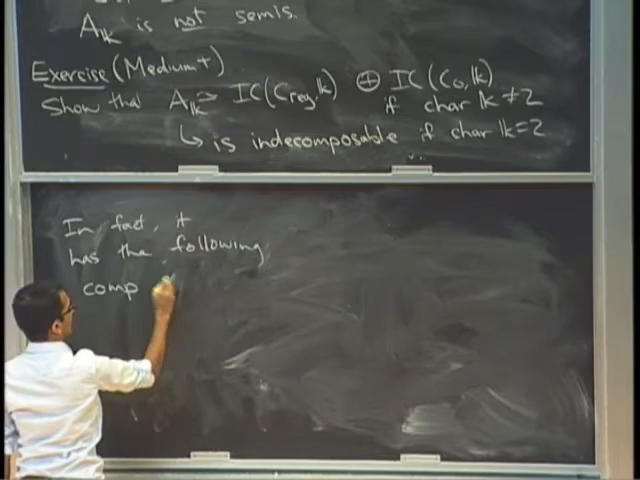 A_𝕜 is not semis.
Exercise (Medium+)
Show that A_𝕜 ≅ IC(C_reg, 𝕜) ⊕ IC(C_0, 𝕜)
if char 𝕜 ≠ 2
↳ is indecomposable if char 𝕜 = 2
In fact, it
has the following
comp